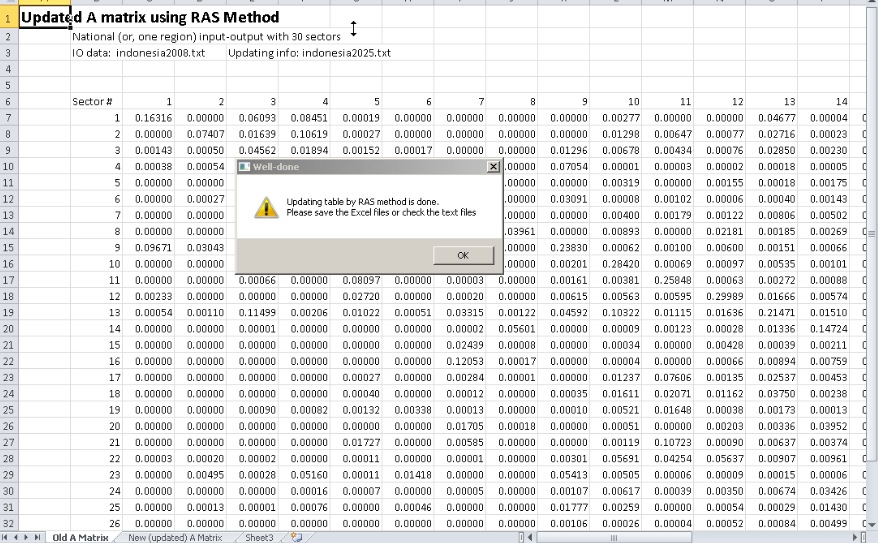 1 Updated A matrix using RAS Method
2 National (or, one region) input-output with 30 sectors
3 IO data: indonesia2008.txt Updating info: indonesia2025.txt
4
5
6 Sector # 1 2 3 4 5 6 7 8 9 10 11 12 13 14
7 1 0.16316 0.00000 0.06093 0.08451 0.00019 0.00000 0.00000 0.00000 0.00000 0.00277 0.00000 0.00000 0.04677 0.00004
8 2 0.00000 0.07407 0.01639 0.10619 0.00027 0.00000 0.00000 0.00000 0.00000 0.01298 0.00647 0.00077 0.02716 0.00023
9 3 0.00143 0.00050 0.04562 0.01894 0.00152 0.00017 0.00000 0.00000 0.01296 0.00678 0.00434 0.00076 0.02850 0.00230
10 4 0.00038 0.00054 .00000 0.07054 0.00001 0.00003 0.00002 0.00018 0.00005
11 5 0.00000 0.00000 .00000 0.00000 0.00319 0.00000 0.00155 0.00018 0.00175
12 6 0.00000 0.00027 .00000 0.03091 0.00008 0.00102 0.00006 0.00040 0.00143
13 7 0.00000 0.00000 .00000 0.00000 0.00400 0.00179 0.00122 0.00806 0.00502
14 8 0.00000 0.00000 .03961 0.00000 0.00893 0.00000 0.02181 0.00185 0.00269
15 9 0.09671 0.03043 .00000 0.23830 0.00062 0.00100 0.00600 0.00151 0.00066
16 10 0.00000 0.00000 .00000 0.00201 0.28420 0.00069 0.00097 0.00535 0.00101
Well-done
Updating table by RAS method is done.
Please save the Excel files or check the text files
OK
17 11 0.00000 0.00000 0.00066 0.00000 0.08097 0.00000 0.00003 0.00000 0.00161 0.00381 0.25848 0.00063 0.00272 0.00088
18 12 0.00233 0.00000 0.00000 0.00000 0.02720 0.00000 0.00020 0.00000 0.00615 0.00563 0.00595 0.29989 0.01666 0.00574
19 13 0.00054 0.00110 0.11499 0.00206 0.01022 0.00051 0.03315 0.00122 0.04592 0.10322 0.01115 0.01636 0.21471 0.01510
20 14 0.00000 0.00000 0.00001 0.00000 0.00000 0.00000 0.00002 0.05601 0.00000 0.00009 0.00123 0.00028 0.01336 0.14724
21 15 0.00000 0.00000 0.00000 0.00000 0.00000 0.00000 0.02439 0.00008 0.00000 0.00034 0.00000 0.00428 0.00039 0.00211
22 16 0.00000 0.00000 0.00000 0.00000 0.00000 0.00000 0.12053 0.00017 0.00000 0.00004 0.00000 0.00066 0.00894 0.00759
23 17 0.00000 0.00000 0.00000 0.00000 0.00027 0.00000 0.00284 0.00001 0.00000 0.01237 0.07606 0.00135 0.02537 0.00453
24 18 0.00000 0.00000 0.00000 0.00000 0.00040 0.00000 0.00012 0.00000 0.00035 0.01611 0.02071 0.01162 0.03750 0.00238
25 19 0.00000 0.00000 0.00090 0.00082 0.00132 0.00338 0.00013 0.00000 0.00010 0.00521 0.01648 0.00038 0.00173 0.00013
26 20 0.00000 0.00000 0.00000 0.00000 0.00000 0.00000 0.01705 0.00018 0.00000 0.00051 0.00000 0.00203 0.00336 0.03952
27 21 0.00000 0.00000 0.00000 0.00000 0.01727 0.00000 0.00585 0.00000 0.00000 0.00119 0.10723 0.00090 0.00637 0.00374
28 22 0.00003 0.00020 0.00002 0.00000 0.00011 0.00000 0.00001 0.00000 0.00301 0.05691 0.04254 0.05637 0.00907 0.00961
29 23 0.00000 0.00495 0.00028 0.05160 0.00011 0.01418 0.00000 0.00000 0.05413 0.00505 0.00006 0.00009 0.00015 0.00006
30 24 0.00000 0.00000 0.00000 0.00016 0.00007 0.00000 0.00005 0.00000 0.00107 0.00617 0.00039 0.00350 0.00674 0.03426
31 25 0.00000 0.00013 0.00001 0.00076 0.00000 0.00046 0.00000 0.00000 0.01777 0.00259 0.00000 0.00054 0.00029 0.01430
32 26 0.00000 0.00000 0.00000 0.00000 0.00000 0.00000 0.00000 0.00000 0.00106 0.00026 0.00004 0.00052 0.00084 0.00499
Old A Matrix New (updated) A Matrix Sheet3